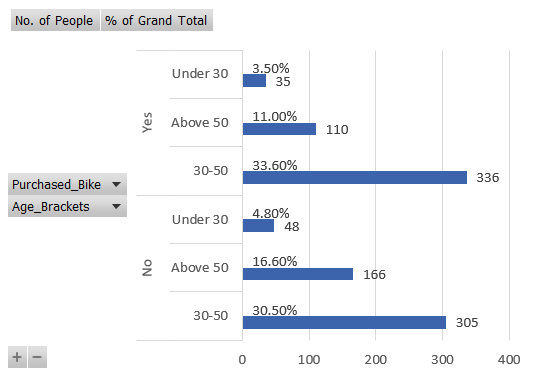 No. of People % of Grand Total
Yes
Under 30 3.50% 35
Above 50 11.00% 110
30-50 33.60% 336
Purchased_Bike
Age_Brackets
No
Under 30 4.80% 48
Above 50 16.60% 166
30-50 30.50% 305
+ −
0 100 200 300 400